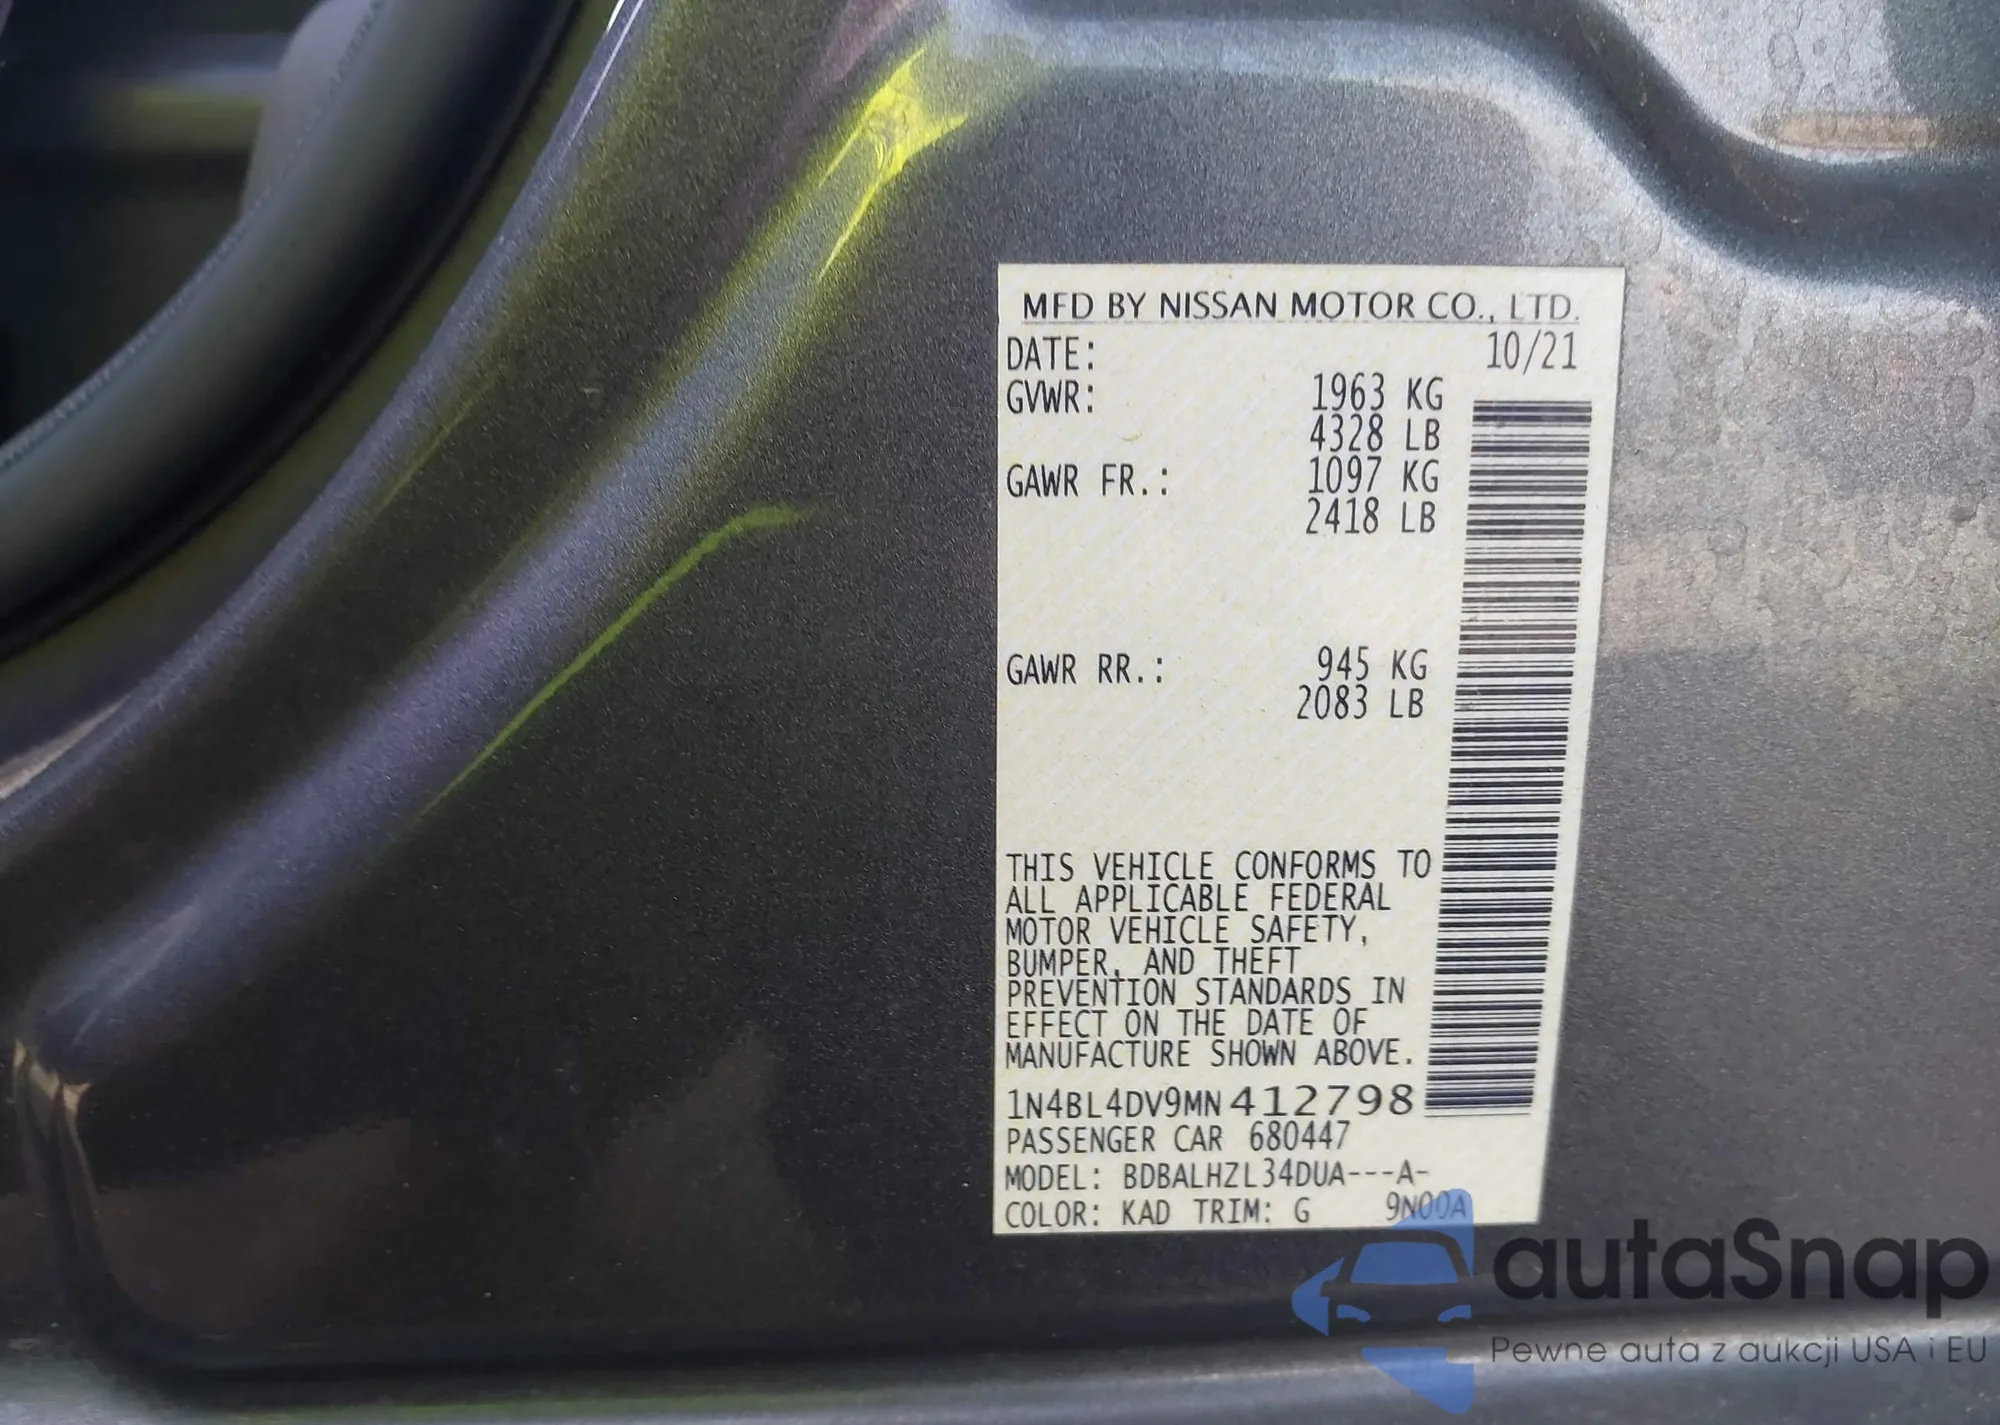 MFD BY NISSAN MOTOR CO., LTD.
DATE: 10/21
GVWR: 1963 KG
4328 LB
GAWR FR.: 1097 KG
2418 LB
GAWR RR.: 945 KG
2083 LB
THIS VEHICLE CONFORMS TO
ALL APPLICABLE FEDERAL
MOTOR VEHICLE SAFETY,
BUMPER, AND THEFT
PREVENTION STANDARDS IN
EFFECT ON THE DATE OF
MANUFACTURE SHOWN ABOVE.
1N4BL4DV9MN412798
PASSENGER CAR 680447
MODEL: BDBALHZL34DUA---A-
COLOR: KAD TRIM: G 9N00A
autaSnap
Pewne auta z aukcji USA i EU